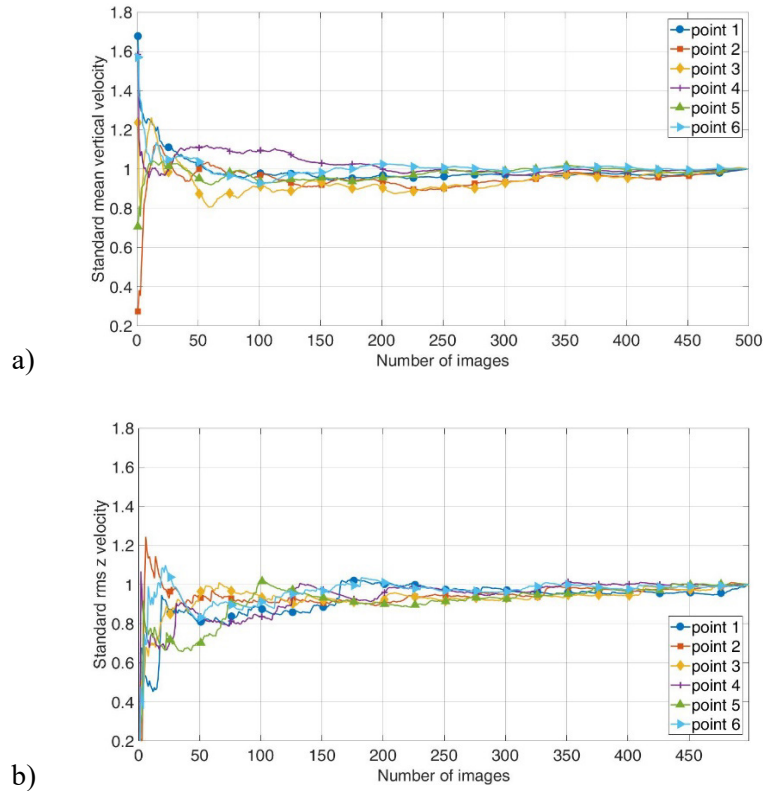 1.8
1.6
1.4
1.2
1
0.8
0.6
0.4
0.2
Standard mean vertical velocity
point 1
point 2
point 3
point 4
point 5
point 6
0 50 100 150 200 250 300 350 400 450 500
Number of images
a)
1.8
1.6
1.4
1.2
1
0.8
0.6
0.4
0.2
Standard rms z velocity
point 1
point 2
point 3
point 4
point 5
point 6
0 50 100 150 200 250 300 350 400 450
Number of images
b)